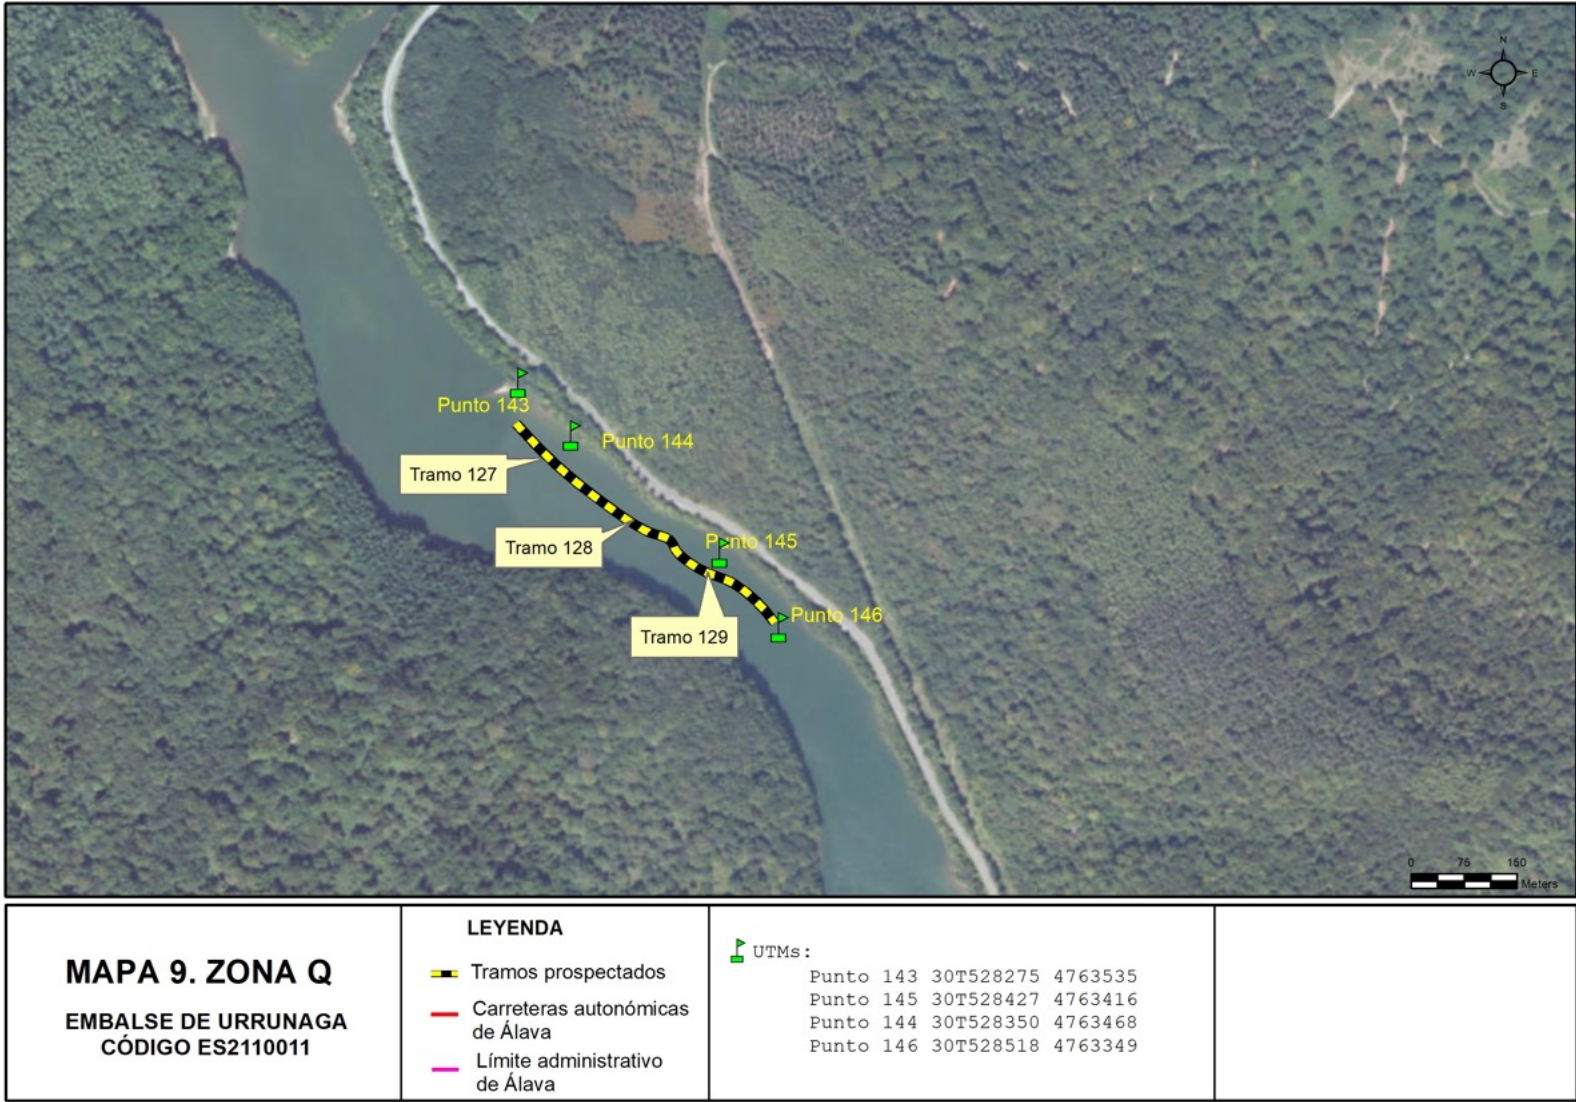 N
W E
S
Punto 143
Punto 144
Tramo 127
Tramo 128
Punto 145
Punto 146
Tramo 129
0 75 150
Meters
MAPA 9. ZONA Q
EMBALSE DE URRUNAGA
CÓDIGO ES2110011
LEYENDA
Tramos prospectados
Carreteras autonómicas
de Álava
Límite administrativo
de Álava
UTMs:
Punto 143 30T528275 4763535
Punto 145 30T528427 4763416
Punto 144 30T528350 4763468
Punto 146 30T528518 4763349